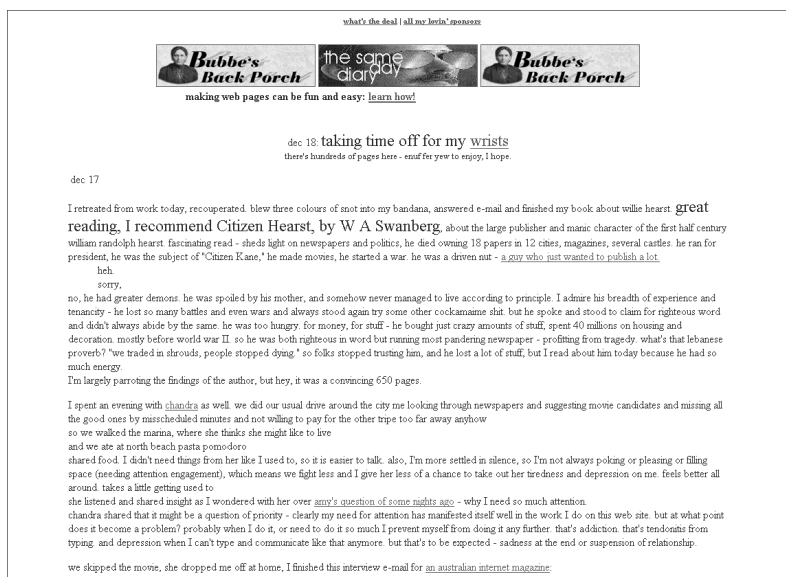 what's the deal | all my lovin' sponsors
Bubbe's Back Porch
the same day diary
Bubbe's Back Porch
making web pages can be fun and easy: learn how!
dec 18: taking time off for my wrists
there's hundreds of pages here - enuf fer yew to enjoy, I hope.
dec 17
I retreated from work today, recouperated. blew three colours of snot into my bandana, answered e-mail and finished my book about willie hearst. great
reading, I recommend Citizen Hearst, by W A Swanberg, about the large publisher and manic character of the first half century
william randolph hearst. fascinating read - sheds light on newspapers and politics, he died owning 18 papers in 12 cities, magazines, several castles. he ran for
president, he was the subject of "Citizen Kane," he made movies, he started a war. he was a driven nut - a guy who just wanted to publish a lot.
heh.
sorry,
no, he had greater demons. he was spoiled by his mother, and somehow never managed to live according to principle. I admire his breadth of experience and
tenancity - he lost so many battles and even wars and always stood again try some other cockamaime shit. but he spoke and stood to claim for righteous word
and didn't always abide by the same. he was too hungry. for money, for stuff - he bought just crazy amounts of stuff, spent 40 millions on housing and
decoration. mostly before world war II. so he was both righteous in word but running most pandering newspaper - profitting from tragedy. what's that lebanese
proverb? "we traded in shrouds, people stopped dying." so folks stopped trusting him, and he lost a lot of stuff, but I read about him today because he had so
much energy.
I'm largely parroting the findings of the author, but hey, it was a convincing 650 pages.
I spent an evening with chandra as well. we did our usual drive around the city me looking through newspapers and suggesting movie candidates and missing all
the good ones by misscheduled minutes and not willing to pay for the other tripe too far away anyhow
so we walked the marina, where she thinks she might like to live
and we ate at north beach pasta pomodoro
shared food. I didn't need things from her like I used to, so it is easier to talk. also, I'm more settled in silence, so I'm not always poking or pleasing or filling
space (needing attention engagement), which means we fight less and I give her less of a chance to take out her tiredness and depression on me. feels better all
around. takes a little getting used to
she listened and shared insight as I wondered with her over amy's question of some nights ago - why I need so much attention.
chandra shared that it might be a question of priority - clearly my need for attention has manifested itself well in the work I do on this web site. but at what point
does it become a problem? probably when I do it, or need to do it so much I prevent myself from doing it any further. that's addiction. that's tendonitis from
typing. and depression when I can't type and communicate like that anymore. but that's to be expected - sadness at the end or suspension of relationship.
we skipped the movie, she dropped me off at home, I finished this interview e-mail for an australian internet magazine: